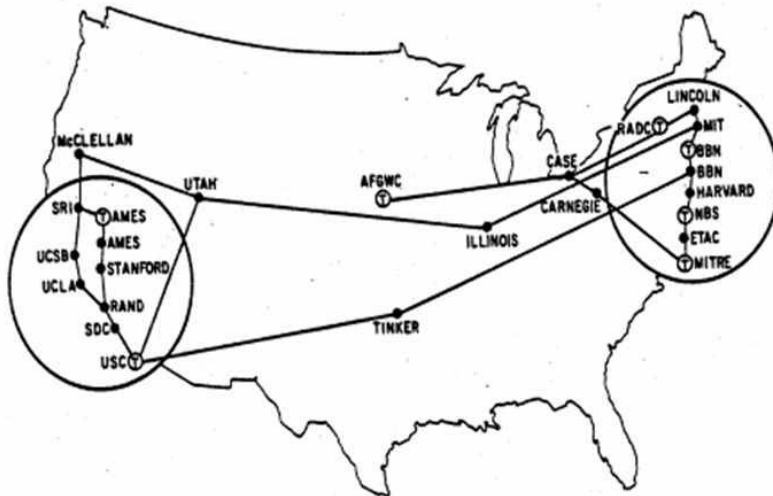 LINCOLN
RADC T
MIT
T BBN
McCLELLAN
CASE
BBN
UTAH
AFGWC
T
HARVARD
CARNEGIE
SRI
T AMES
T NBS
ILLINOIS
AMES
ETAC
UCSB
STANFORD
T MITRE
UCLA
RAND
TINKER
SDC
USC T